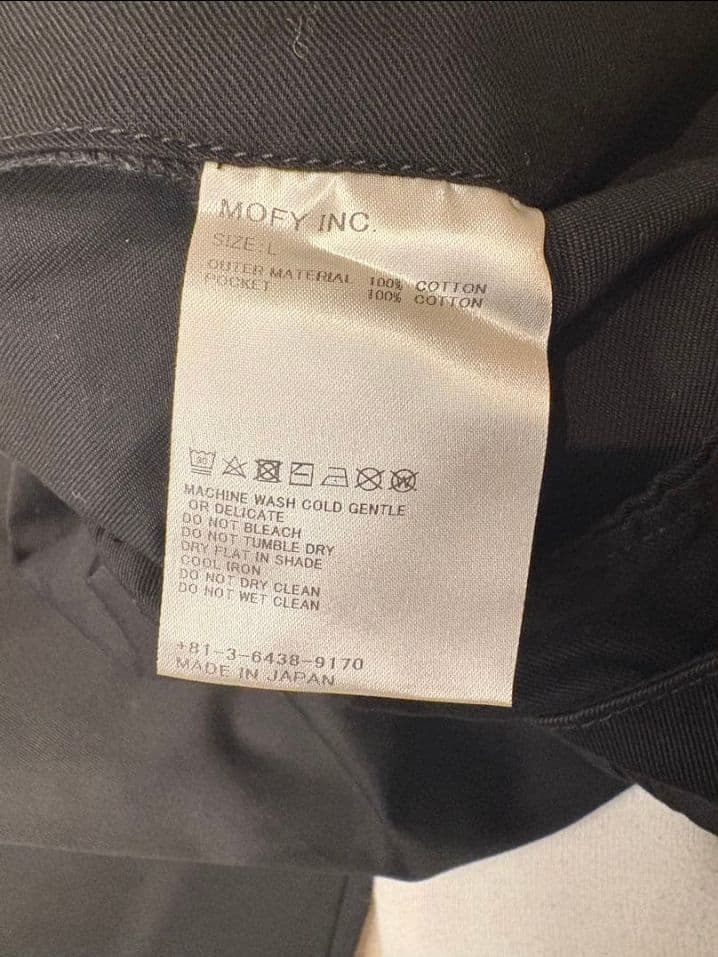 MOFY INC.
SIZE:L
OUTER MATERIAL 100% COTTON
POCKET 100% COTTON
30
W
MACHINE WASH COLD GENTLE
OR DELICATE
DO NOT BLEACH
DO NOT TUMBLE DRY
DRY FLAT IN SHADE
COOL IRON
DO NOT DRY CLEAN
DO NOT WET CLEAN
+81-3-6438-9170
MADE IN JAPAN